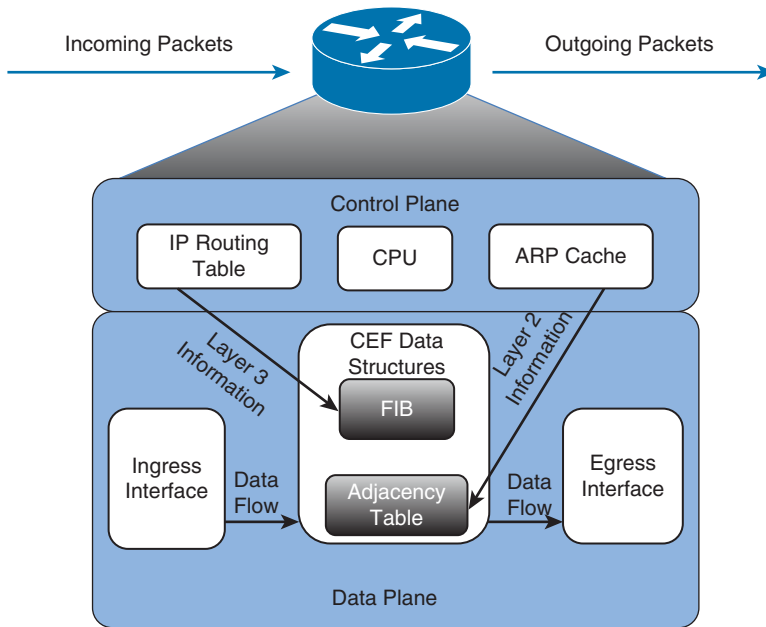 Incoming Packets
Outgoing Packets
Control Plane
IP Routing
Table
CPU
ARP Cache
Layer 3
Information
CEF Data
Structures
Layer 2
Information
FIB
Ingress
Interface
Data
Flow
Adjacency
Table
Data
Flow
Egress
Interface
Data Plane